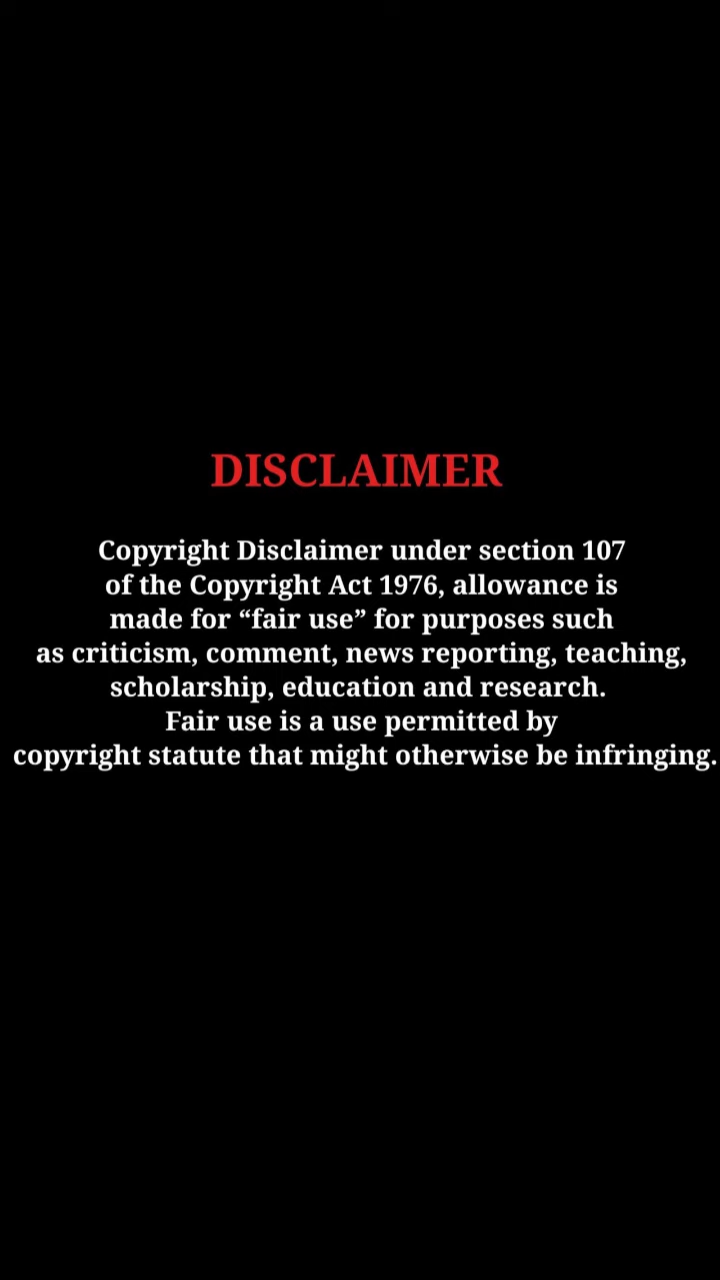 DISCLAIMER
Copyright Disclaimer under section 107
of the Copyright Act 1976, allowance is
made for “fair use” for purposes such
as criticism, comment, news reporting, teaching,
scholarship, education and research.
Fair use is a use permitted by
copyright statute that might otherwise be infringing.